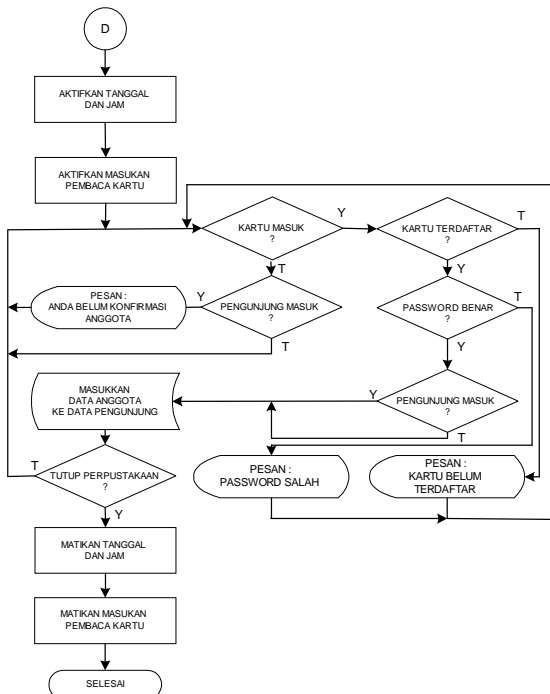 D
AKTIFKAN TANGGAL
DAN JAM
AKTIFKAN MASUKAN
PEMBACA KARTU
KARTU MASUK
?
Y
KARTU TERDAFTAR
?
T
T
Y
PESAN :
ANDA BELUM KONFIRMASI
ANGGOTA
Y
PENGUNJUNG MASUK
?
PASSWORD BENAR
?
T
T
Y
MASUKKAN
DATA ANGGOTA
KE DATA PENGUNJUNG
Y
PENGUNJUNG MASUK
?
T
T
TUTUP PERPUSTAKAAN
?
PESAN :
PASSWORD SALAH
PESAN :
KARTU BELUM
TERDAFTAR
Y
MATIKAN TANGGAL
DAN JAM
MATIKAN MASUKAN
PEMBACA KARTU
SELESAI